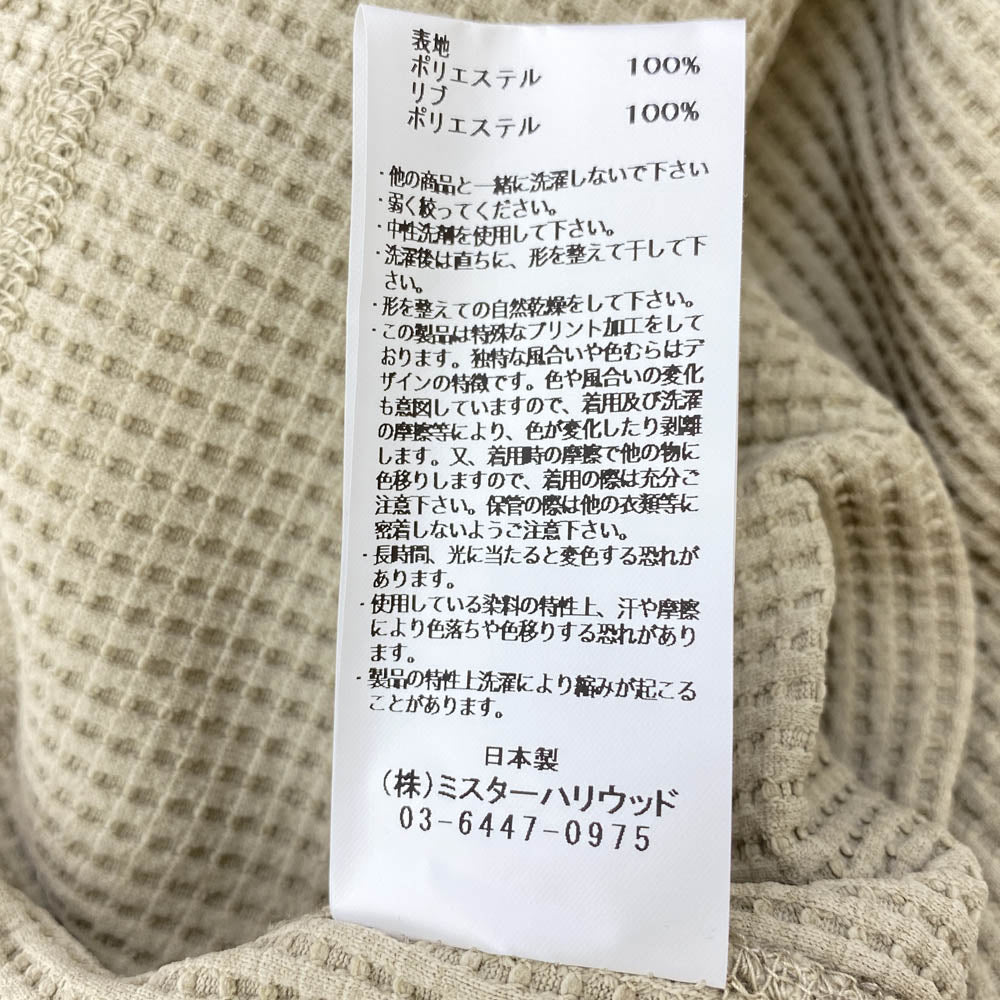 表地
ポリエステル 100%
リブ
ポリエステル 100%
・他の商品と一緒に洗濯しないで下さい
・弱く絞ってください。
・中性洗剤を使用して下さい。
・洗濯後は直ちに、形を整えて干して下
さい。
・形を整えての自然乾燥をして下さい。
・この製品は特殊なプリント加工をして
おります。独特な風合いや色むらはデ
ザインの特徴です。色や風合いの変化
も意図していますので、着用及び洗濯
の摩擦等により、色が変化したり剥離
します。又、着用時の摩擦で他の物に
色移りしますので、着用の際は充分ご
注意下さい。保管の際は他の衣類等に
密着しないようご注意下さい。
・長時間、光に当たると変色する恐れが
あります。
・使用している染料の特性上、汗や摩擦
により色落ちや色移りする恐れがあり
ます。
・製品の特性上洗濯により縮みが起こる
ことがあります。
日本製
(株)ミスターハリウッド
03-6447-0975